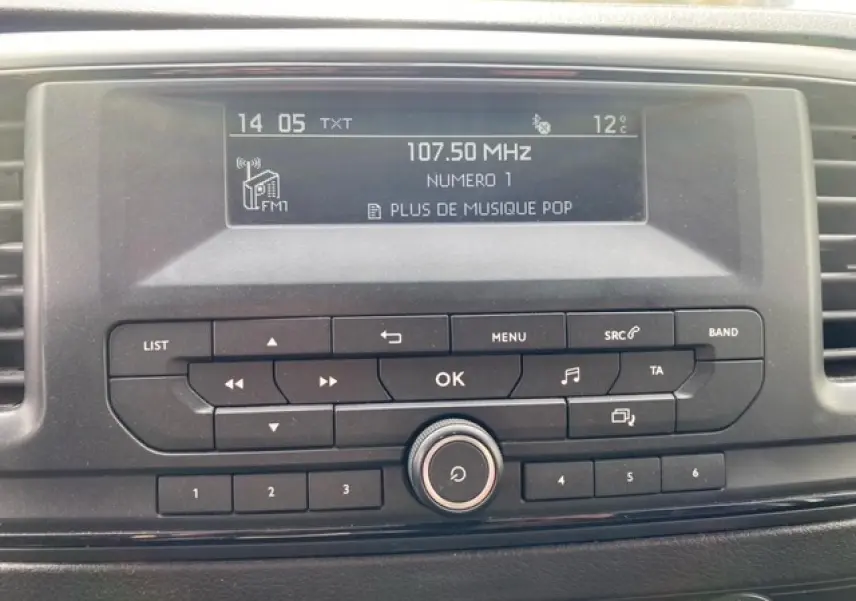 14 05 TXT 12°C
107.50 MHz
NUMERO 1
FM1
PLUS DE MUSIQUE POP
LIST MENU SRC BAND
OK TA
1 2 3 4 5 6